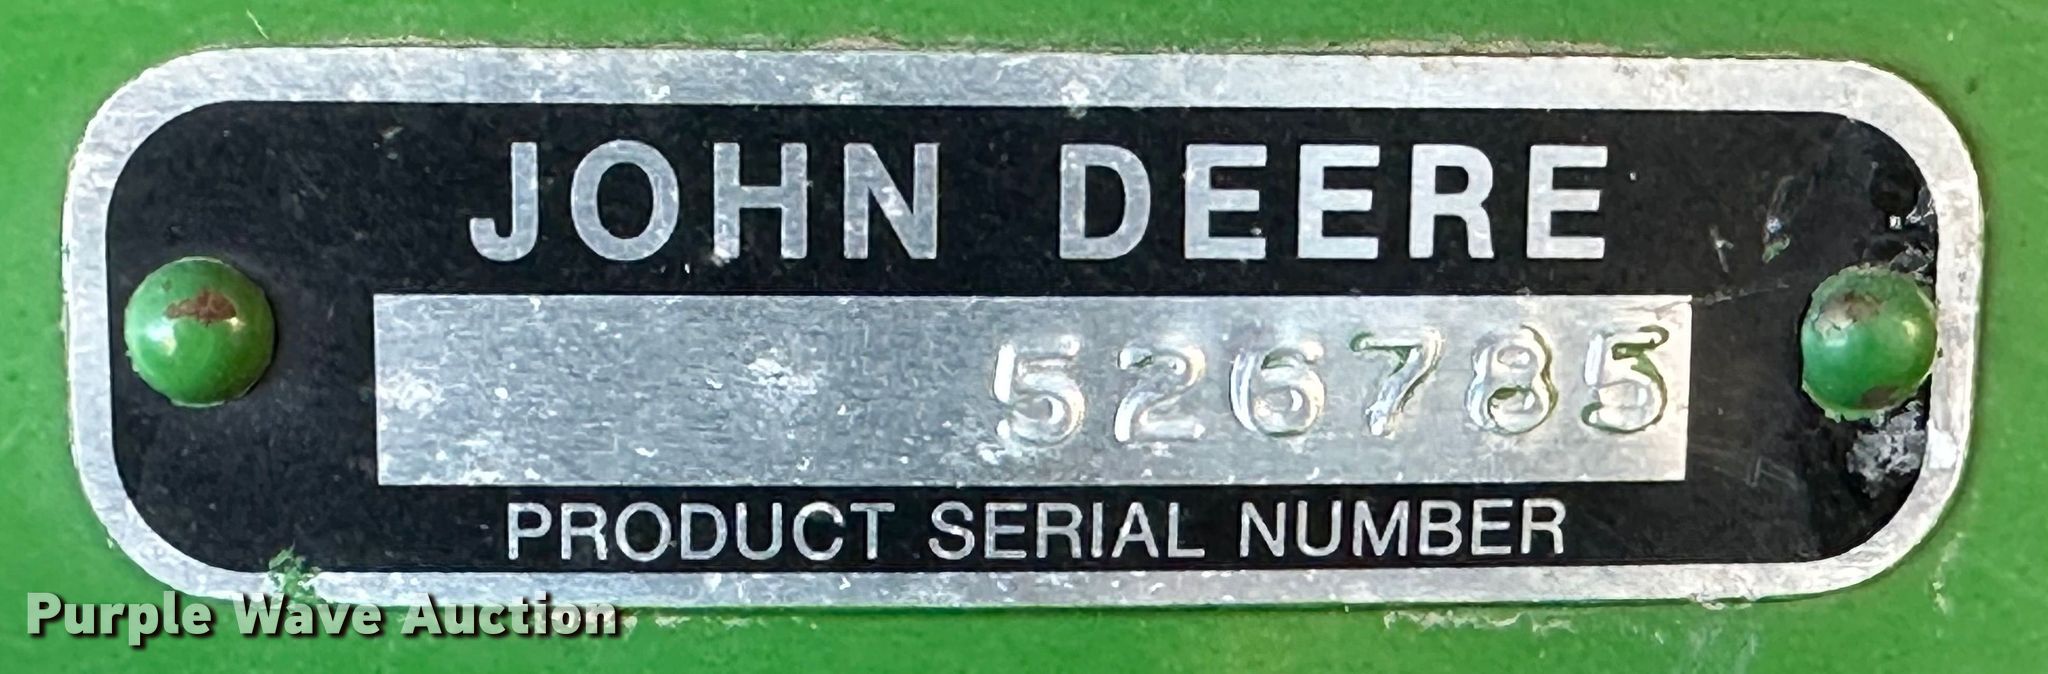 JOHN DEERE
526785
PRODUCT SERIAL NUMBER
Purple Wave Auction